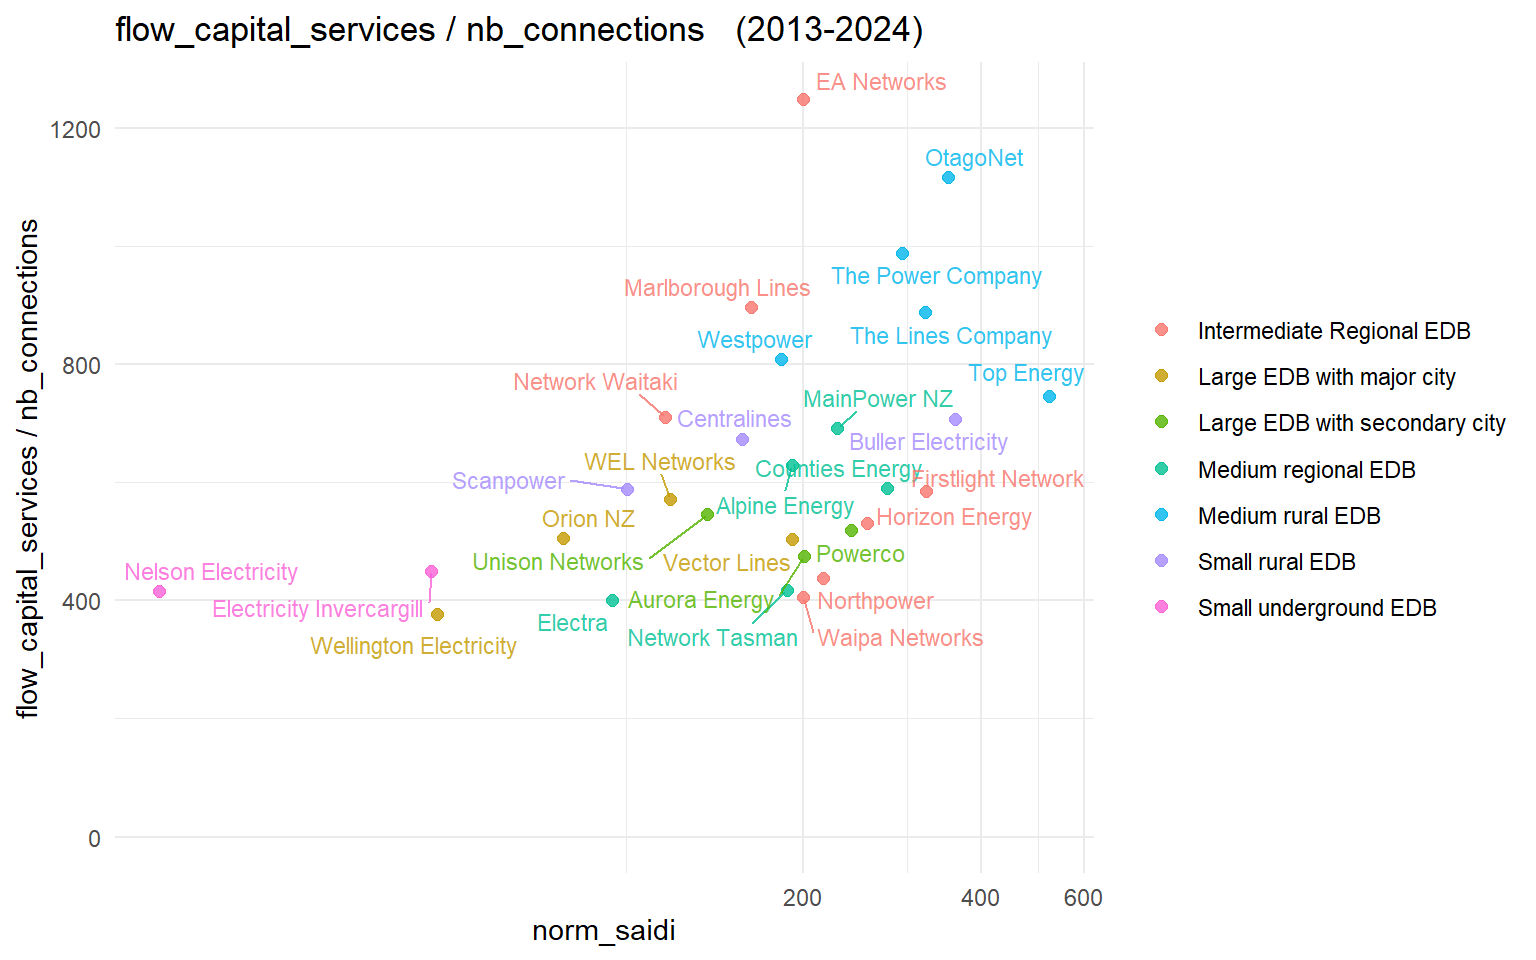 flow_capital_services / nb_connections   (2013-2024)
flow_capital_services / nb_connections
1200
800
400
0
EA Networks
OtagoNet
The Power Company
Marlborough Lines
The Lines Company
Westpower
Top Energy
Network Waitaki
MainPower NZ
Centralines
Buller Electricity
WEL Networks
Counties Energy
Firstlight Network
Scanpower
Alpine Energy
Horizon Energy
Orion NZ
Powerco
Unison Networks
Vector Lines
Nelson Electricity
Electricity Invercargill
Aurora Energy
Northpower
Electra
Network Tasman
Waipa Networks
Wellington Electricity
200
400
600
norm_saidi
Intermediate Regional EDB
Large EDB with major city
Large EDB with secondary city
Medium regional EDB
Medium rural EDB
Small rural EDB
Small underground EDB